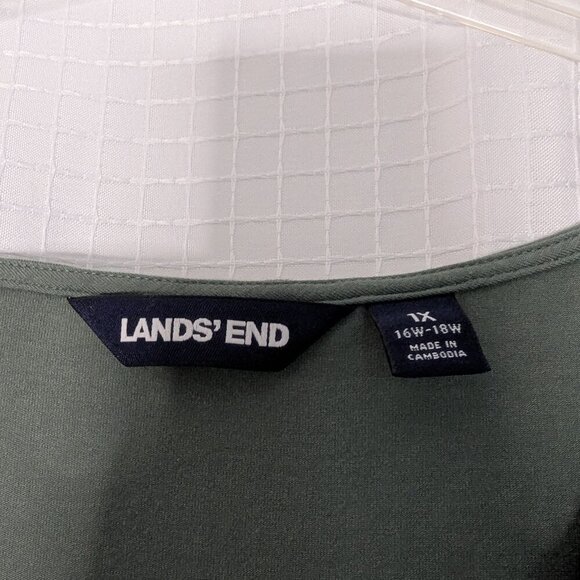 LANDS' END
1X
16W-18W
MADE IN
CAMBODIA